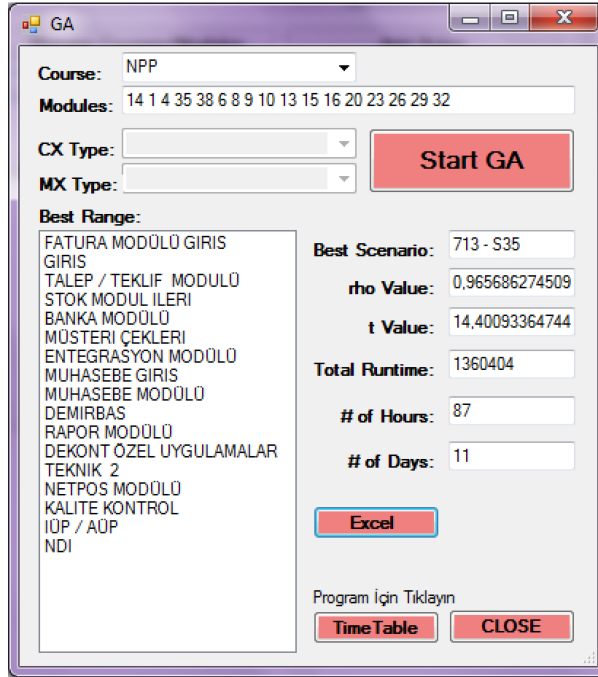 GA
Course: NPP
Modules: 14 1 4 35 38 6 8 9 10 13 15 16 20 23 26 29 32
CX Type:
MX Type:
Start GA
Best Range:
FATURA MODÜLÜ GIRIS
GIRIS
TALEP / TEKLIF MODULÜ
STOK MODUL ILERI
BANKA MODÜLÜ
MÜSTERI ÇEKLERI
ENTEGRASYON MODÜLÜ
MUHASEBE GIRIS
MUHASEBE MODÜLÜ
DEMIRBAS
RAPOR MODÜLÜ
DEKONT ÖZEL UYGULAMALAR
TEKNIK 2
NETPOS MODÜLÜ
KALITE KONTROL
IÜP / AÜP
NDI
Best Scenario: 713 - S35
rho Value: 0,965686274509
t Value: 14,40093364744
Total Runtime: 1360404
# of Hours: 87
# of Days: 11
Excel
Program İçin Tıklayın
TimeTable CLOSE